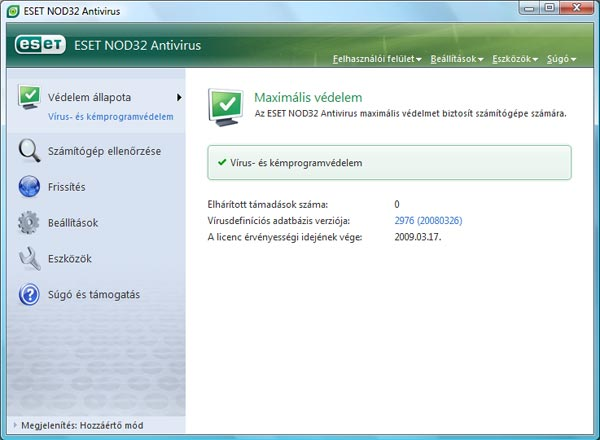 ESET NOD32 Antivirus
eset ESET NOD32 Antivirus
Felhasználói felület Beállítások Eszközök Súgó
Védelem állapota
Vírus- és kémprogramvédelem
Számítógép ellenőrzése
Frissítés
Beállítások
Eszközök
Súgó és támogatás
Maximális védelem
Az ESET NOD32 Antivirus maximális védelmet biztosít számítógépe számára.
Vírus- és kémprogramvédelem
Elhárított támadások száma: 0
Vírusdefiníciós adatbázis verziója: 2976 (20080326)
A licenc érvényességi idejének vége: 2009.03.17.
Megjelenítés: Hozzáértő mód